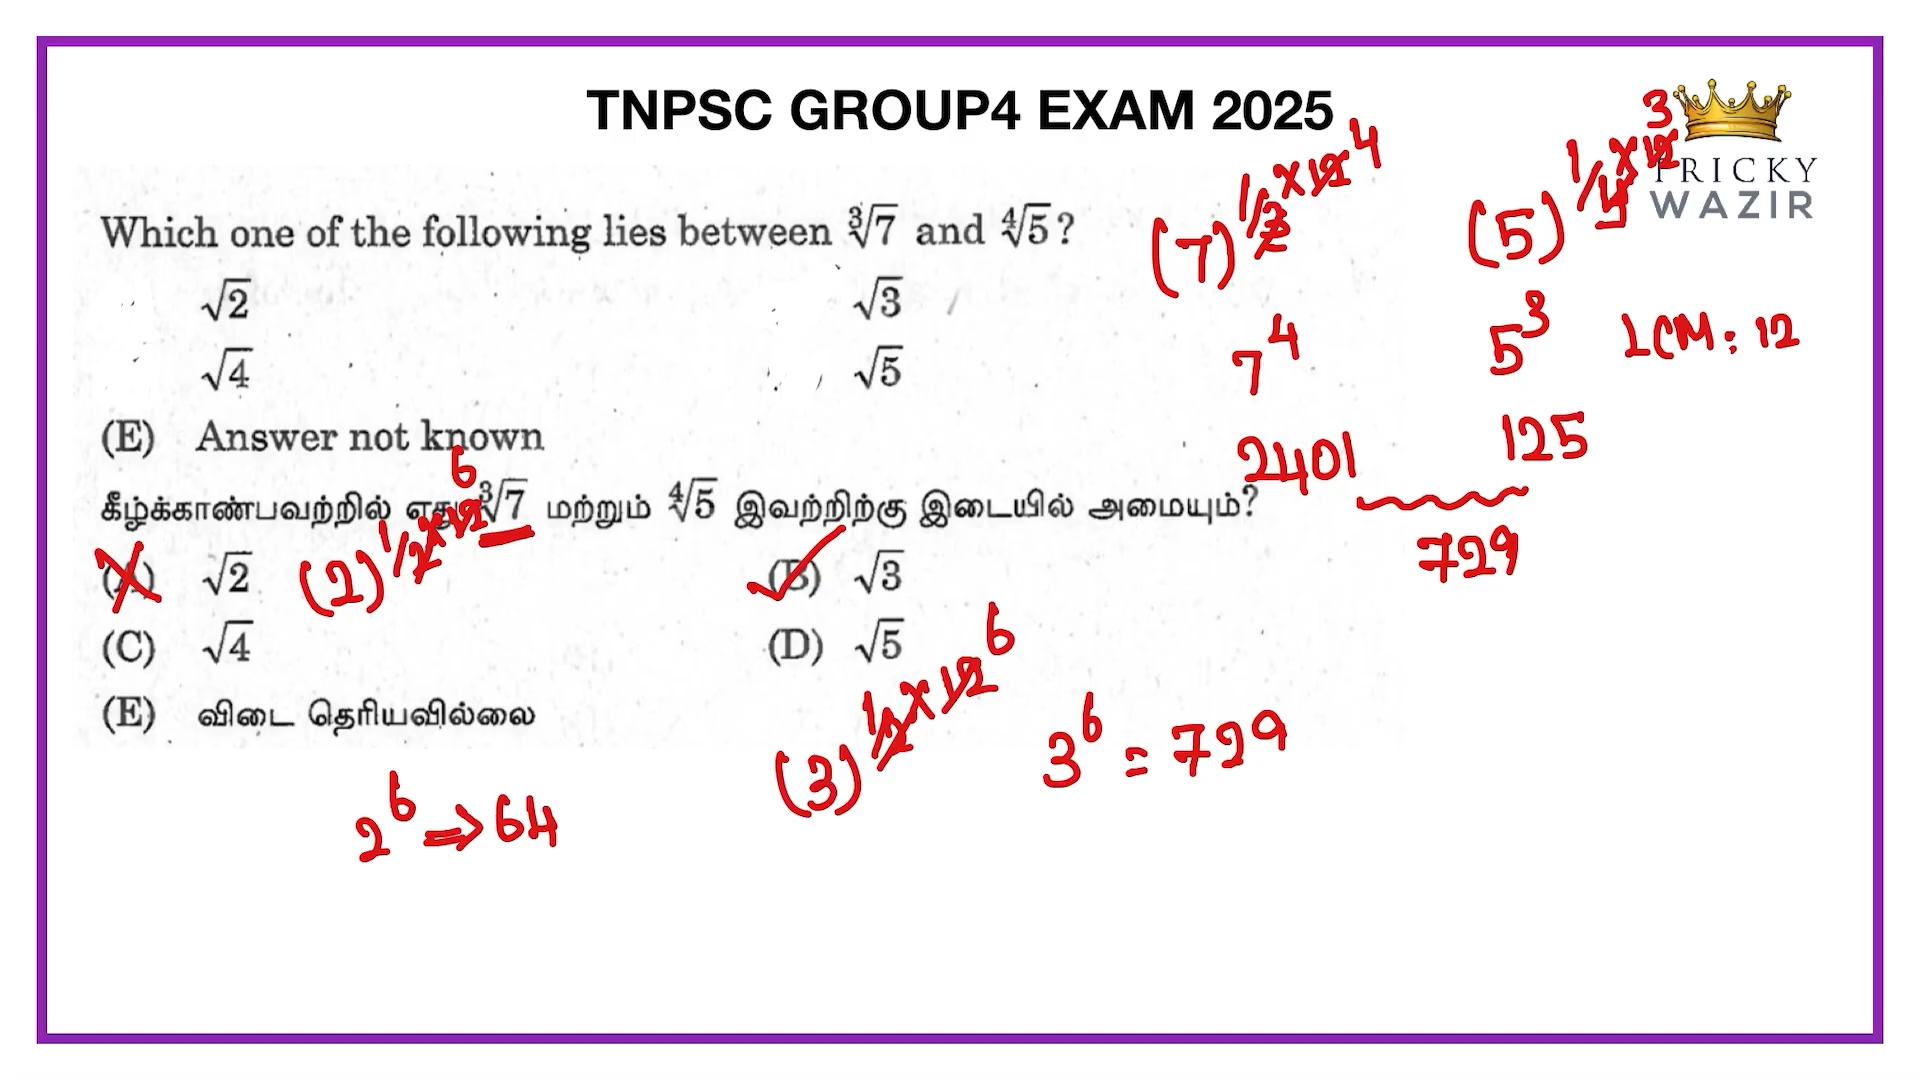 TNPSC GROUP4 EXAM 2025
TRICKY
WAZIR
Which one of the following lies between ∛7 and ∜5?
√2 √3
√4 √5
(E) Answer not known
கீழ்க்காண்பவற்றில் எது ∛7 மற்றும் ∜5 இவற்றிற்கு இடையில் அமையும்?
(A) √2 (B) √3
(C) √4 (D) √5
(E) விடை தெரியவில்லை
(7)^1/3 × 12 4
7^4
2401
(5)^1/4 × 12 3
5^3
125
LCM: 12
729
(2)^1/2 × 12 6
2^6 ⇒ 64
(3)^1/2 × 12 6
3^6 = 729